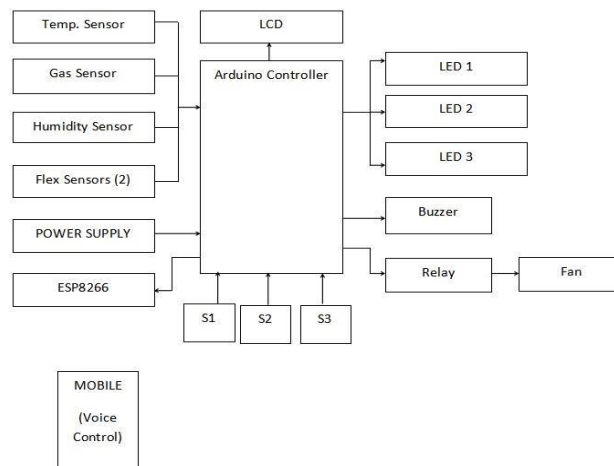 Temp. Sensor
LCD
Gas Sensor
Arduino Controller
LED 1
LED 2
Humidity Sensor
LED 3
Flex Sensors (2)
Buzzer
POWER SUPPLY
Relay
Fan
ESP8266
S1
S2
S3
MOBILE
(Voice
Control)